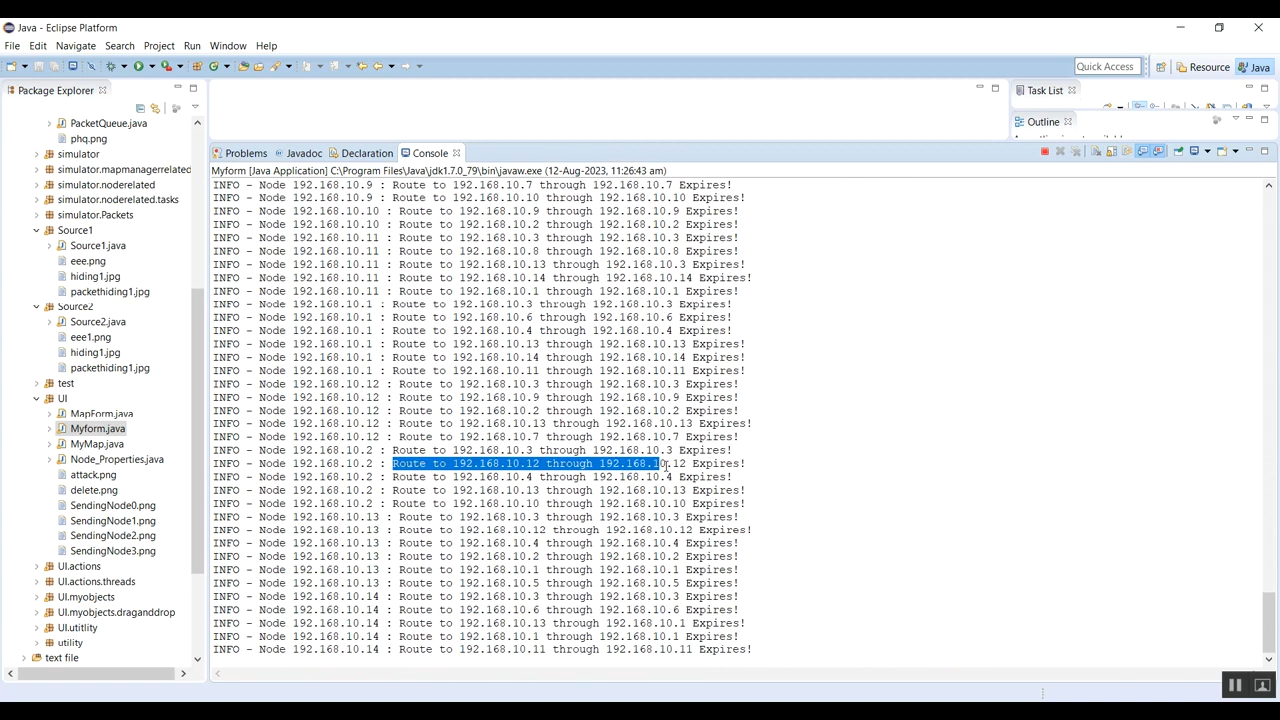 Java - Eclipse Platform
File Edit Navigate Search Project Run Window Help
Quick Access
Resource
Java
Package Explorer
PacketQueue.java
phq.png
simulator
simulator.mapmanagerrelated
simulator.noderelated
simulator.noderelated.tasks
simulator.Packets
Source1
Source1.java
eee.png
hiding1.jpg
packethiding1.jpg
Source2
Source2.java
eee1.png
hiding1.jpg
packethiding1.jpg
test
UI
MapForm.java
Myform.java
MyMap.java
Node_Properties.java
attack.png
delete.png
SendingNode0.png
SendingNode1.png
SendingNode2.png
SendingNode3.png
UI.actions
UI.actions.threads
UI.myobjects
UI.myobjects.draganddrop
UI.utitlity
utility
text file
Task List
Outline
Problems Javadoc Declaration Console
Myform [Java Application] C:\Program Files\Java\jdk1.7.0_79\bin\javaw.exe (12-Aug-2023, 11:26:43 am)
INFO - Node 192.168.10.9 : Route to 192.168.10.7 through 192.168.10.7 Expires!
INFO - Node 192.168.10.9 : Route to 192.168.10.10 through 192.168.10.10 Expires!
INFO - Node 192.168.10.10 : Route to 192.168.10.9 through 192.168.10.9 Expires!
INFO - Node 192.168.10.10 : Route to 192.168.10.2 through 192.168.10.2 Expires!
INFO - Node 192.168.10.11 : Route to 192.168.10.3 through 192.168.10.3 Expires!
INFO - Node 192.168.10.11 : Route to 192.168.10.8 through 192.168.10.8 Expires!
INFO - Node 192.168.10.11 : Route to 192.168.10.13 through 192.168.10.3 Expires!
INFO - Node 192.168.10.11 : Route to 192.168.10.14 through 192.168.10.14 Expires!
INFO - Node 192.168.10.11 : Route to 192.168.10.1 through 192.168.10.1 Expires!
INFO - Node 192.168.10.1 : Route to 192.168.10.3 through 192.168.10.3 Expires!
INFO - Node 192.168.10.1 : Route to 192.168.10.6 through 192.168.10.6 Expires!
INFO - Node 192.168.10.1 : Route to 192.168.10.4 through 192.168.10.4 Expires!
INFO - Node 192.168.10.1 : Route to 192.168.10.13 through 192.168.10.13 Expires!
INFO - Node 192.168.10.1 : Route to 192.168.10.14 through 192.168.10.14 Expires!
INFO - Node 192.168.10.1 : Route to 192.168.10.11 through 192.168.10.11 Expires!
INFO - Node 192.168.10.12 : Route to 192.168.10.3 through 192.168.10.3 Expires!
INFO - Node 192.168.10.12 : Route to 192.168.10.9 through 192.168.10.9 Expires!
INFO - Node 192.168.10.12 : Route to 192.168.10.2 through 192.168.10.2 Expires!
INFO - Node 192.168.10.12 : Route to 192.168.10.13 through 192.168.10.13 Expires!
INFO - Node 192.168.10.12 : Route to 192.168.10.7 through 192.168.10.7 Expires!
INFO - Node 192.168.10.2 : Route to 192.168.10.3 through 192.168.10.3 Expires!
INFO - Node 192.168.10.2 : Route to 192.168.10.12 through 192.168.10.12 Expires!
INFO - Node 192.168.10.2 : Route to 192.168.10.4 through 192.168.10.4 Expires!
INFO - Node 192.168.10.2 : Route to 192.168.10.13 through 192.168.10.13 Expires!
INFO - Node 192.168.10.2 : Route to 192.168.10.10 through 192.168.10.10 Expires!
INFO - Node 192.168.10.13 : Route to 192.168.10.3 through 192.168.10.3 Expires!
INFO - Node 192.168.10.13 : Route to 192.168.10.12 through 192.168.10.12 Expires!
INFO - Node 192.168.10.13 : Route to 192.168.10.4 through 192.168.10.4 Expires!
INFO - Node 192.168.10.13 : Route to 192.168.10.2 through 192.168.10.2 Expires!
INFO - Node 192.168.10.13 : Route to 192.168.10.1 through 192.168.10.1 Expires!
INFO - Node 192.168.10.13 : Route to 192.168.10.5 through 192.168.10.5 Expires!
INFO - Node 192.168.10.14 : Route to 192.168.10.3 through 192.168.10.3 Expires!
INFO - Node 192.168.10.14 : Route to 192.168.10.6 through 192.168.10.6 Expires!
INFO - Node 192.168.10.14 : Route to 192.168.10.13 through 192.168.10.1 Expires!
INFO - Node 192.168.10.14 : Route to 192.168.10.1 through 192.168.10.1 Expires!
INFO - Node 192.168.10.14 : Route to 192.168.10.11 through 192.168.10.11 Expires!